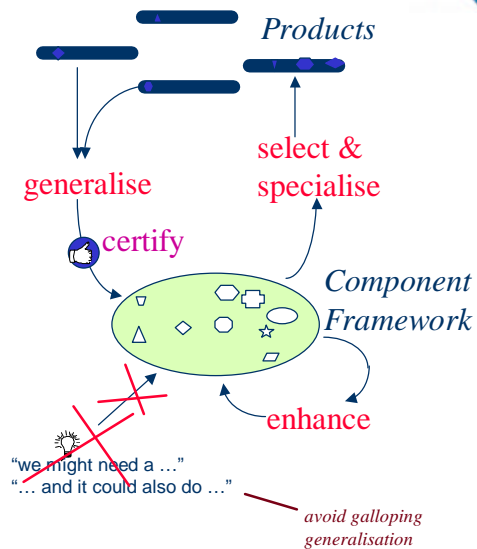 Products
select &
specialise
generalise
certify
Component
Framework
enhance
“we might need a …”
“… and it could also do …”
avoid galloping
generalisation